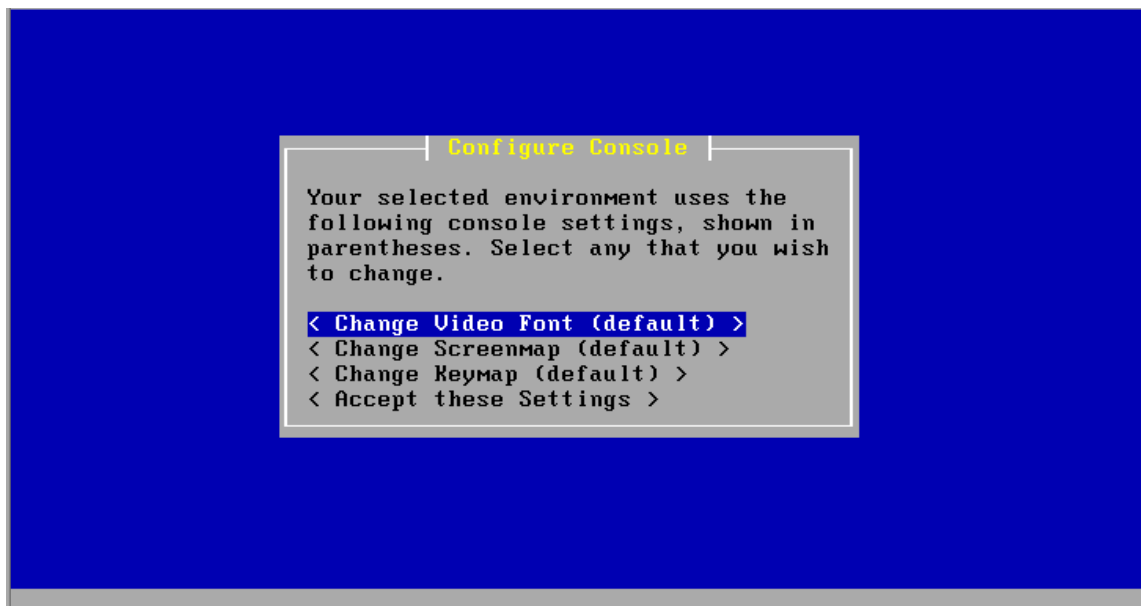 Configure Console
Your selected environment uses the
following console settings, shown in
parentheses. Select any that you wish
to change.
< Change Video Font (default) >
< Change Screenmap (default) >
< Change Keymap (default) >
< Accept these Settings >